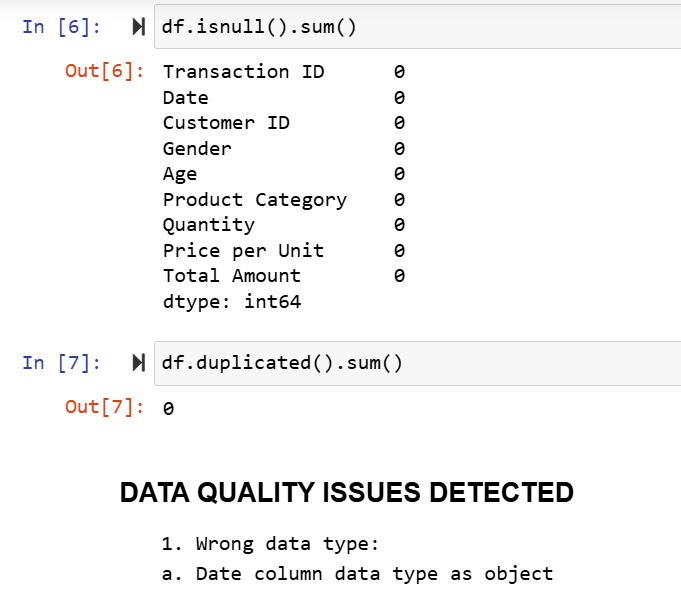 In [6]: df.isnull().sum()
Out[6]: Transaction ID 0
Date 0
Customer ID 0
Gender 0
Age 0
Product Category 0
Quantity 0
Price per Unit 0
Total Amount 0
dtype: int64
In [7]: df.duplicated().sum()
Out[7]: 0
DATA QUALITY ISSUES DETECTED
1. Wrong data type:
a. Date column data type as object